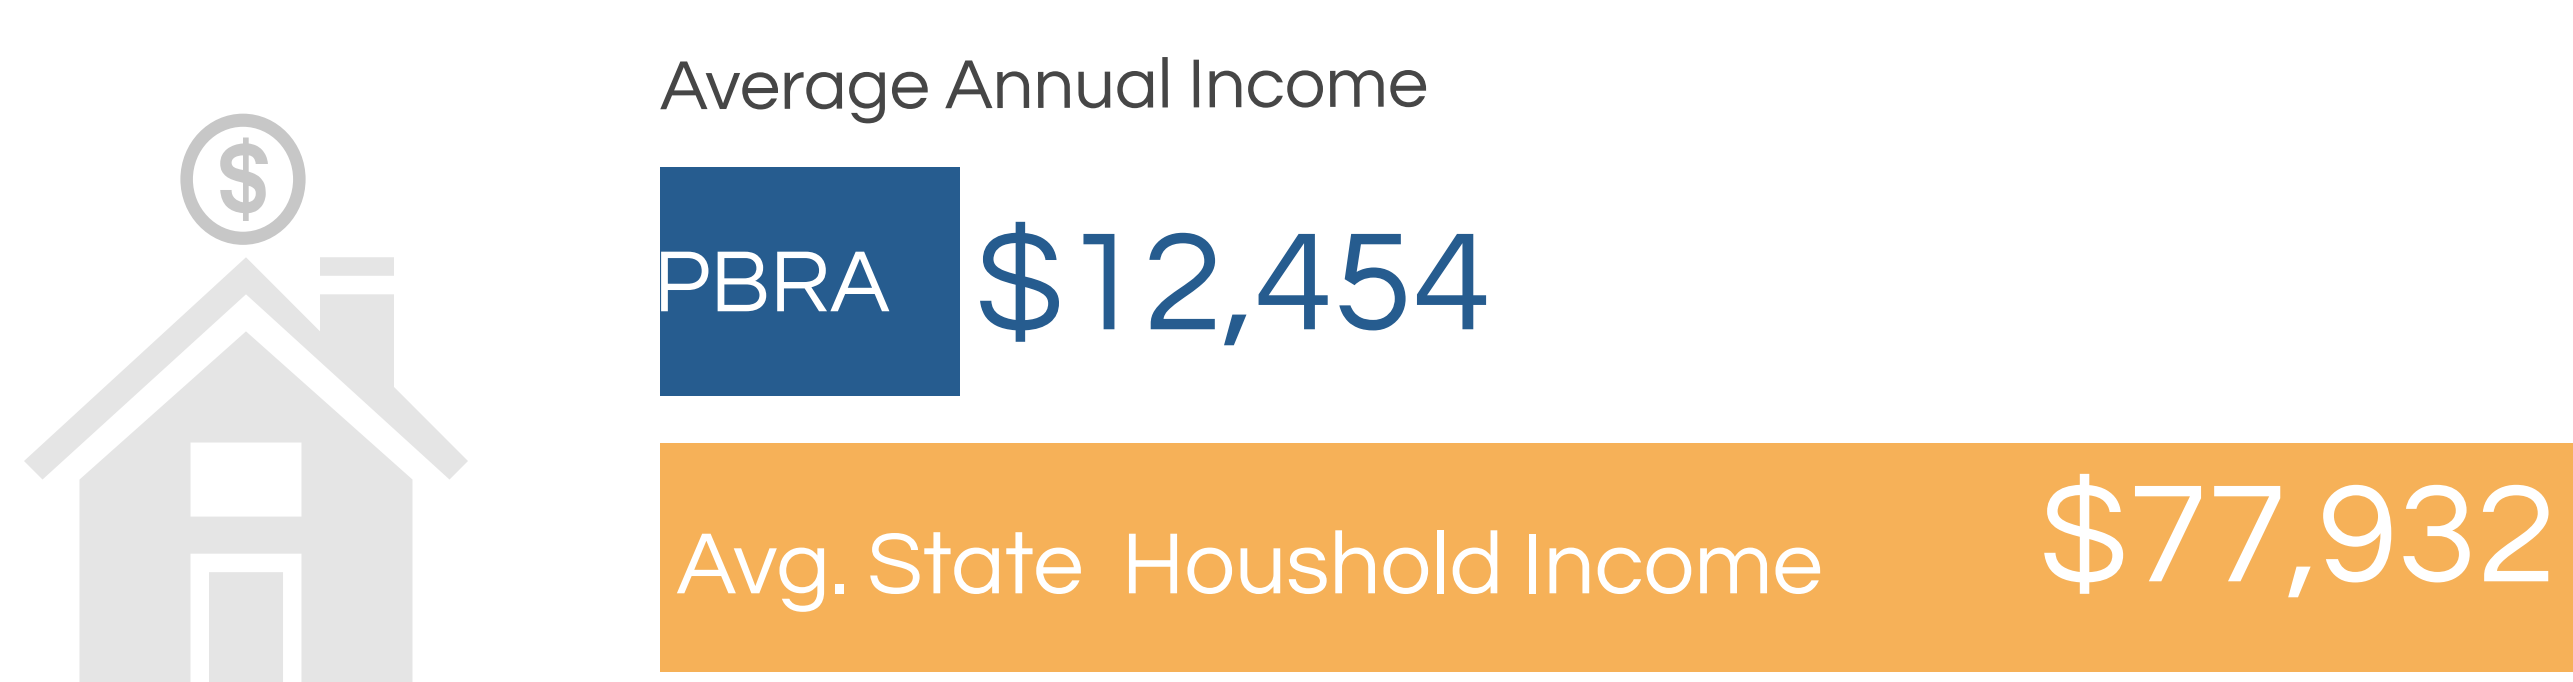 $
Average Annual Income
PBRA $12,454
Avg. State Houshold Income $77,932